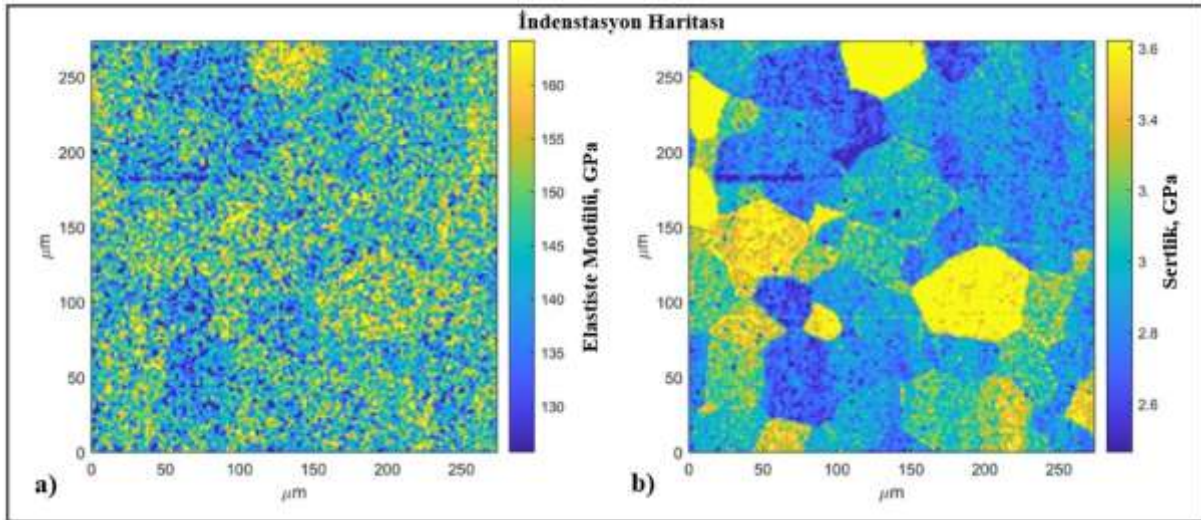 İndenstasyon Haritası
250
200
150
100
50
0
μm
0 50 100 150 200 250
μm
a)
160
155
150
145
140
135
130
Elastiste Modülü, GPa
250
200
150
100
50
0
μm
0 50 100 150 200 250
μm
b)
3.6
3.4
3.
3
2.8
2.6
Sertlik, GPa